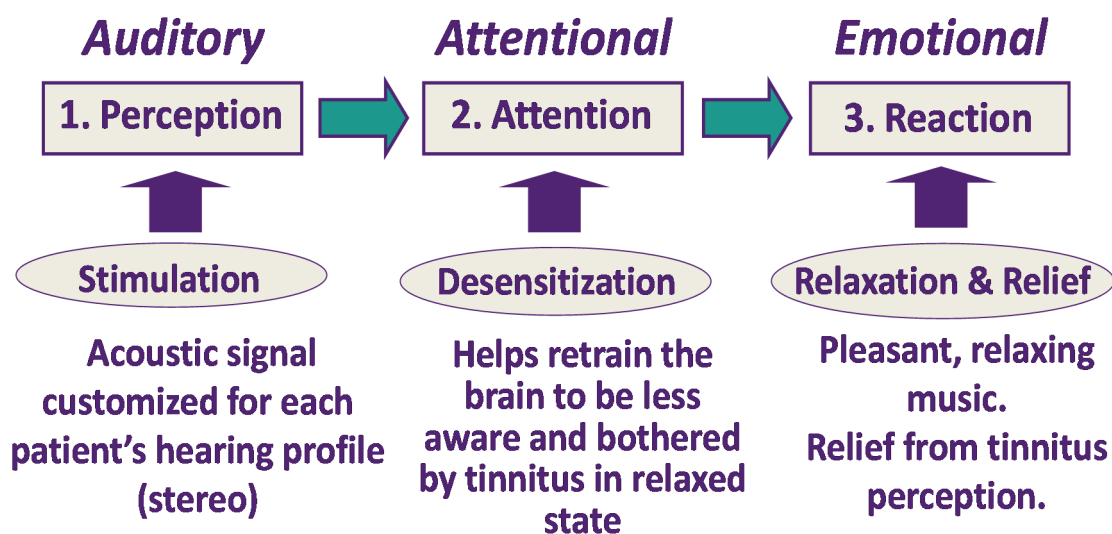 Auditory
Attentional
Emotional
1. Perception
2. Attention
3. Reaction
Stimulation
Desensitization
Relaxation & Relief
Acoustic signal
customized for each
patient’s hearing profile
(stereo)
Helps retrain the
brain to be less
aware and bothered
by tinnitus in relaxed
state
Pleasant, relaxing
music.
Relief from tinnitus
perception.